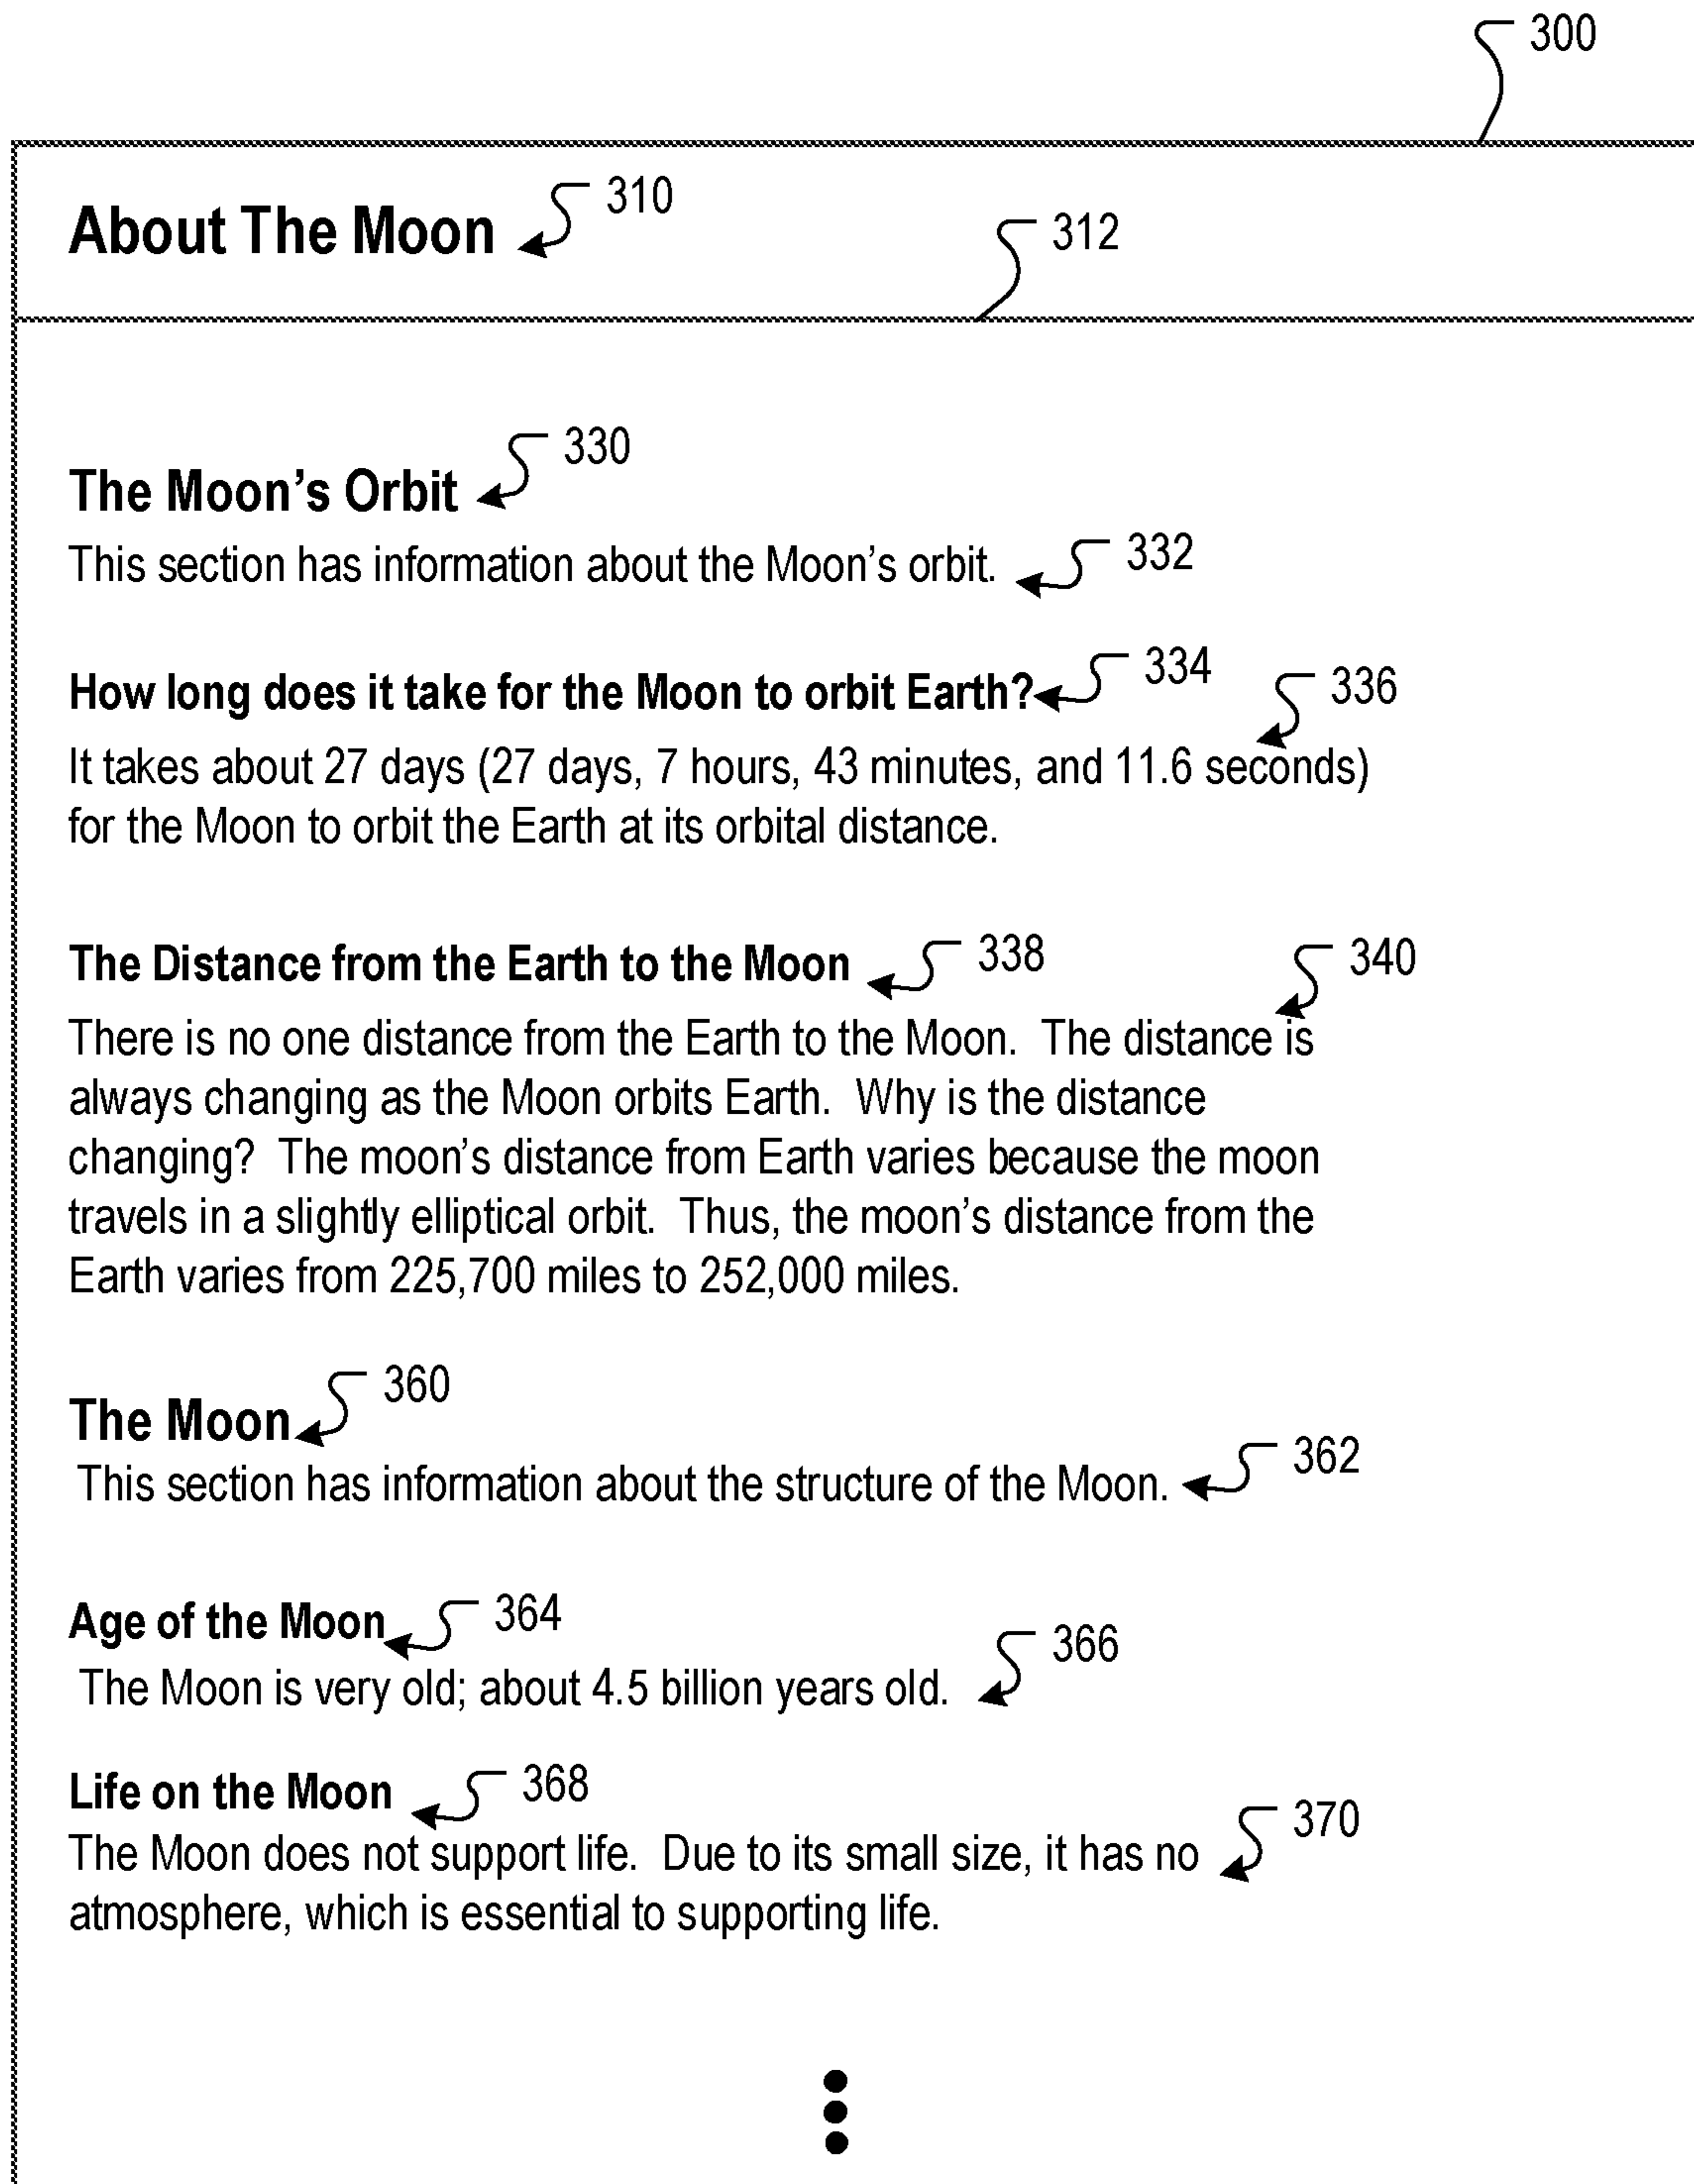 300
About The Moon 310
312
The Moon's Orbit 330
This section has information about the Moon's orbit. 332
How long does it take for the Moon to orbit Earth? 334 336
It takes about 27 days (27 days, 7 hours, 43 minutes, and 11.6 seconds)
for the Moon to orbit the Earth at its orbital distance.
The Distance from the Earth to the Moon 338 340
There is no one distance from the Earth to the Moon. The distance is
always changing as the Moon orbits Earth. Why is the distance
changing? The moon's distance from Earth varies because the moon
travels in a slightly elliptical orbit. Thus, the moon's distance from the
Earth varies from 225,700 miles to 252,000 miles.
The Moon 360
This section has information about the structure of the Moon. 362
Age of the Moon 364
The Moon is very old; about 4.5 billion years old. 366
Life on the Moon 368
The Moon does not support life. Due to its small size, it has no 370
atmosphere, which is essential to supporting life.